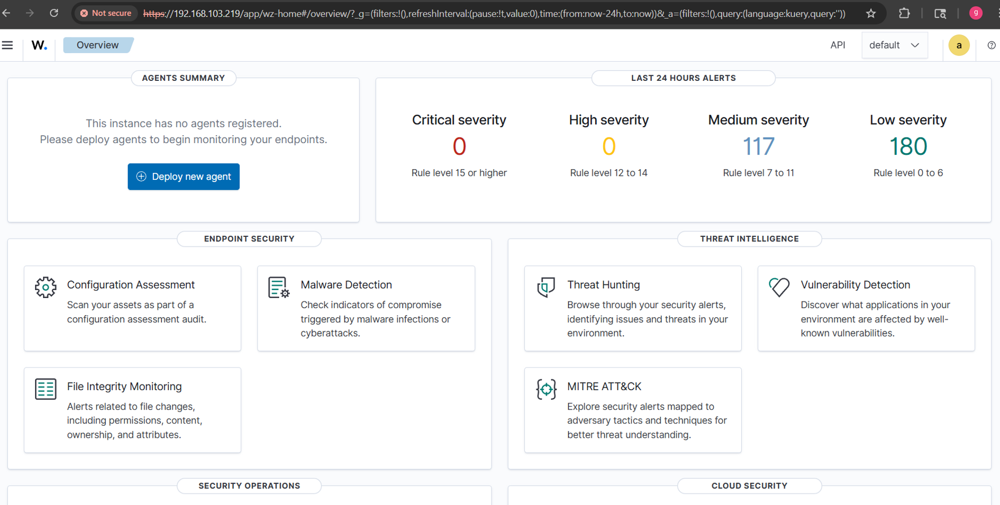 Not secure
https://192.168.103.219/app/wz-home#/overview/?_g=(filters:!(),refreshInterval:(pause:!t,value:0),time:(from:now-24h,to:now))&_a=(filters:!(),query:(language:kuery,query:''))
g
W.
Overview
API
default
a
AGENTS SUMMARY
This instance has no agents registered.
Please deploy agents to begin monitoring your endpoints.
Deploy new agent
LAST 24 HOURS ALERTS
Critical severity
0
Rule level 15 or higher
High severity
0
Rule level 12 to 14
Medium severity
117
Rule level 7 to 11
Low severity
180
Rule level 0 to 6
ENDPOINT SECURITY
Configuration Assessment
Scan your assets as part of a
configuration assessment audit.
Malware Detection
Check indicators of compromise
triggered by malware infections or
cyberattacks.
File Integrity Monitoring
Alerts related to file changes,
including permissions, content,
ownership, and attributes.
THREAT INTELLIGENCE
Threat Hunting
Browse through your security alerts,
identifying issues and threats in your
environment.
Vulnerability Detection
Discover what applications in your
environment are affected by well-
known vulnerabilities.
MITRE ATT&CK
Explore security alerts mapped to
adversary tactics and techniques for
better threat understanding.
SECURITY OPERATIONS
CLOUD SECURITY